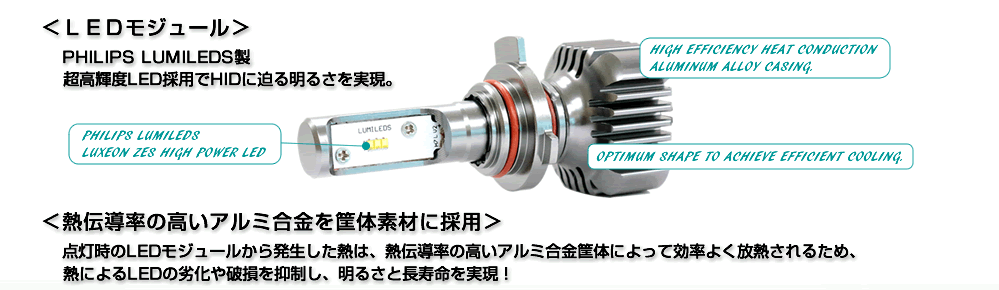 ＜ＬＥＤモジュール＞
PHILIPS LUMILEDS製
超高輝度LED採用でHIDに迫る明るさを実現。
HIGH EFFICIENCY HEAT CONDUCTION
ALUMINUM ALLOY CASING.
LUMILEDS
PHILIPS LUMILEDS
LUXEON ZES HIGH POWER LED
OPTIMUM SHAPE TO ACHIEVE EFFICIENT COOLING.
＜熱伝導率の高いアルミ合金を筐体素材に採用＞
点灯時のLEDモジュールから発生した熱は、熱伝導率の高いアルミ合金筐体によって効率よく放熱されるため、
熱によるLEDの劣化や破損を抑制し、明るさと長寿命を実現！